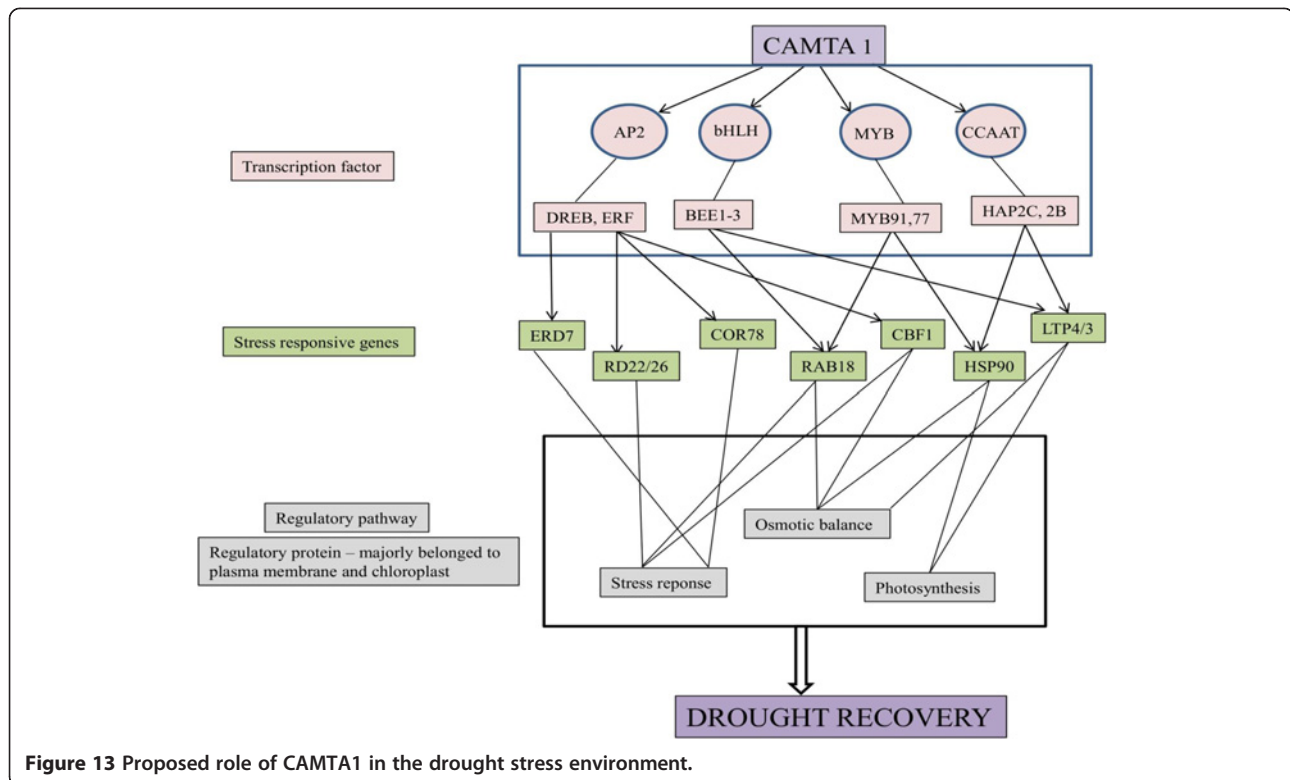 CAMTA 1
AP2
bHLH
MYB
CCAAT
Transcription factor
DREB, ERF
BEE1-3
MYB91,77
HAP2C, 2B
Stress responsive genes
ERD7
RD22/26
COR78
RAB18
CBF1
HSP90
LTP4/3
Regulatory pathway
Regulatory protein – majorly belonged to
plasma membrane and chloroplast
Osmotic balance
Stress reponse
Photosynthesis
DROUGHT RECOVERY
Figure 13 Proposed role of CAMTA1 in the drought stress environment.